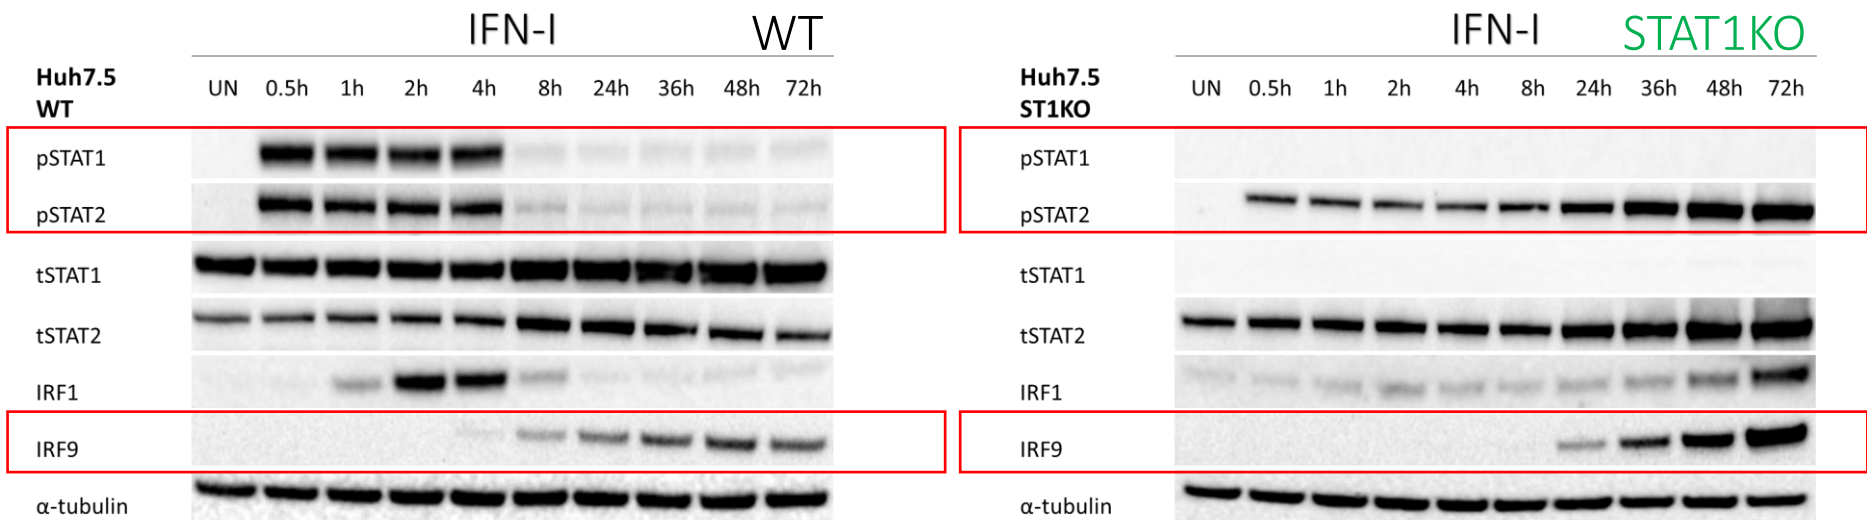 IFN-I WT
Huh7.5
WT
UN 0.5h 1h 2h 4h 8h 24h 36h 48h 72h
pSTAT1
pSTAT2
tSTAT1
tSTAT2
IRF1
IRF9
α-tubulin
IFN-I STAT1KO
Huh7.5
ST1KO
UN 0.5h 1h 2h 4h 8h 24h 36h 48h 72h
pSTAT1
pSTAT2
tSTAT1
tSTAT2
IRF1
IRF9
α-tubulin